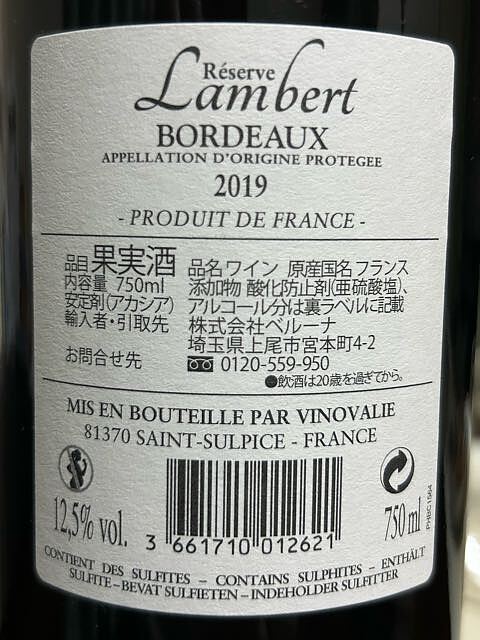 Réserve
Lambert
BORDEAUX
APPELLATION D'ORIGINE PROTEGEE
2019
- PRODUIT DE FRANCE -
品目 果実酒 品名 ワイン 原産国名 フランス
内容量 750ml 添加物 酸化防止剤(亜硫酸塩)、
安定剤(アカシア) アルコール分は裏ラベルに記載
輸入者・引取先 株式会社ベルーナ
埼玉県上尾市宮本町4-2
お問合せ先 0120-559-950
●飲酒は20歳を過ぎてから。
MIS EN BOUTEILLE PAR VINOVALIE
81370 SAINT-SULPICE - FRANCE
12,5% vol.
3 661710 012621
750 ml
PHBC1564
CONTIENT DES SULFITES – CONTAINS SULPHITES – ENTHÄLT
SULFITE – BEVAT SULFIETEN – INDEHOLDER SULFITTER